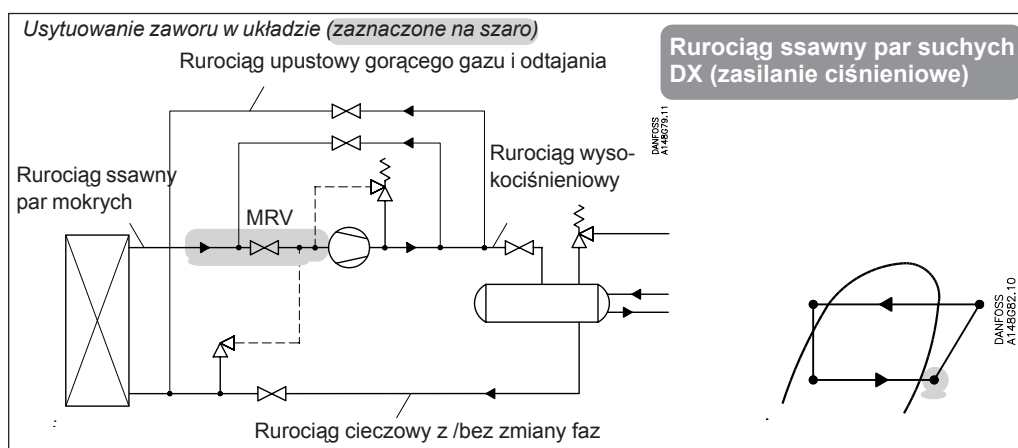 Usytuowanie zaworu w układzie (zaznaczone na szaro)
Rurociąg upustowy gorącego gazu i odtajania
Rurociąg ssawny par suchych
DX (zasilanie ciśnieniowe)
DANFOSS
A148G79.11
Rurociąg ssawny
par mokrych
MRV
Rurociąg wyso-
kociśnieniowy
DANFOSS
A148G82.10
Rurociąg cieczowy z /bez zmiany faz